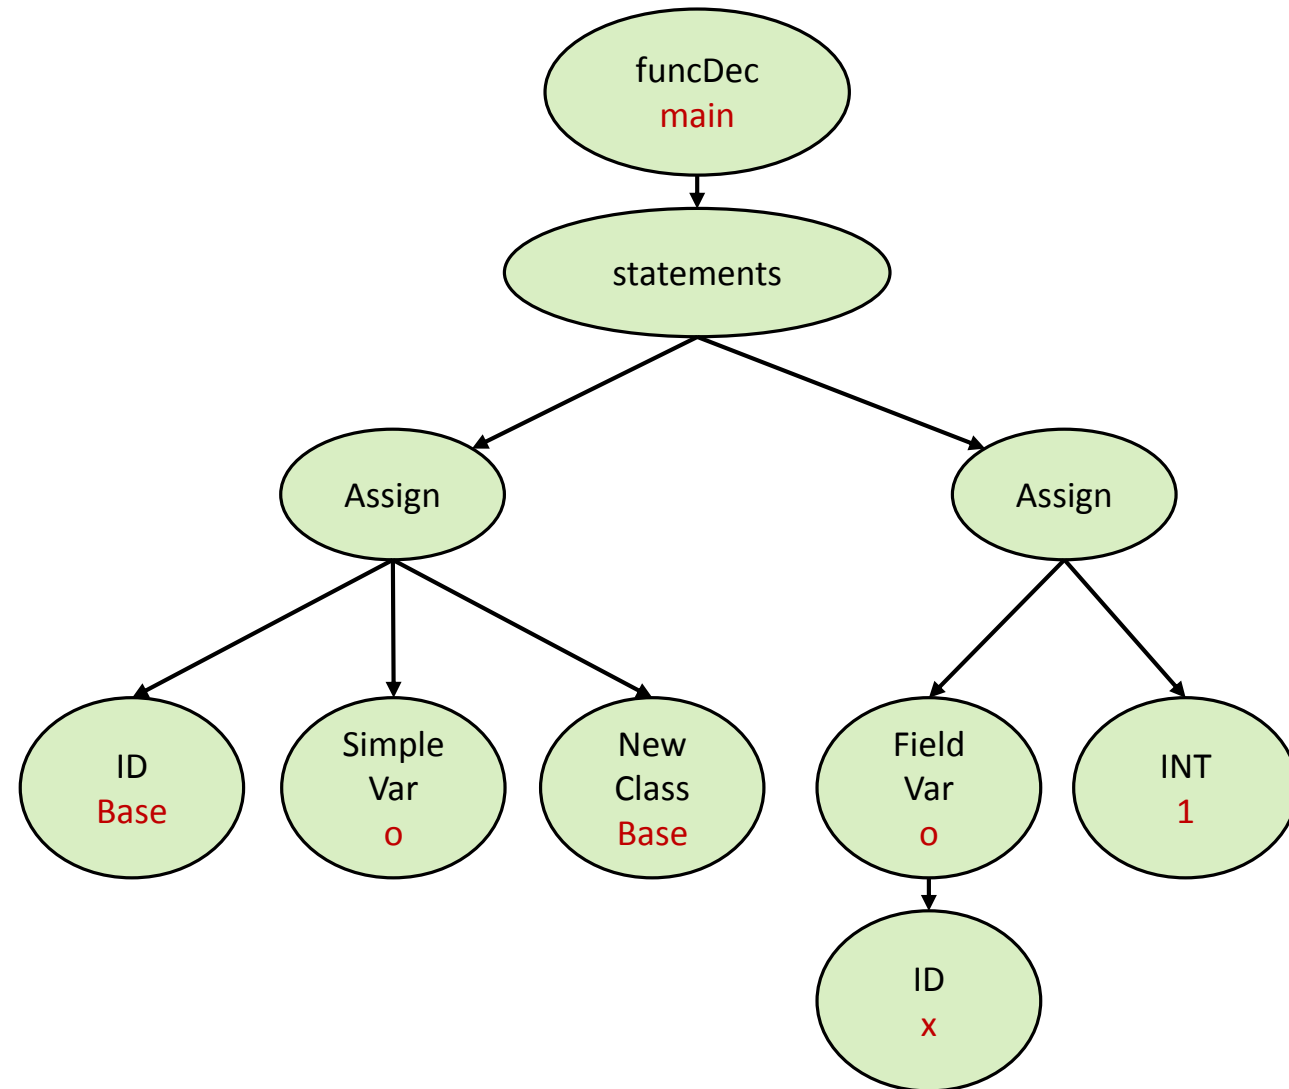 funcDec
main
statements
Assign
Assign
ID
Base
Simple
Var
o
New
Class
Base
Field
Var
o
INT
1
ID
x